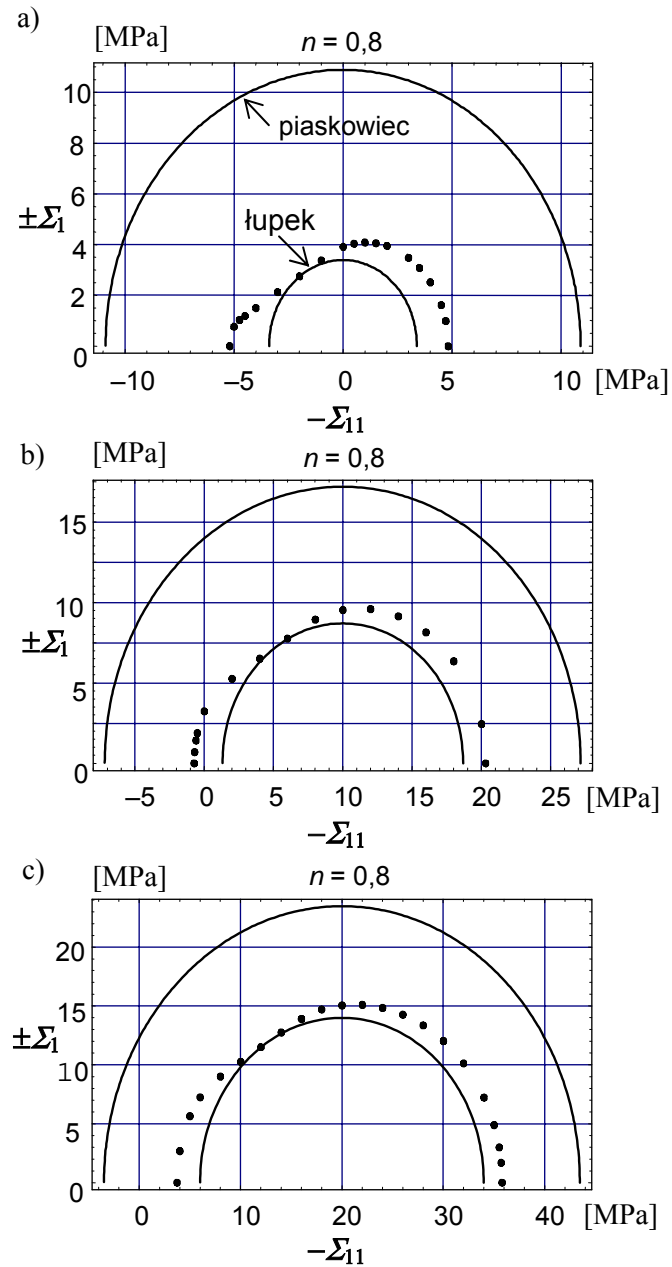 a)
[MPa]
n = 0,8
10
8
6
4
2
0
±Σ1
piaskowiec
łupek
–10 –5 0 5 10 [MPa]
–Σ11
b)
[MPa]
n = 0,8
15
10
5
0
±Σ1
–5 0 5 10 15 20 25 [MPa]
–Σ11
c)
[MPa]
n = 0,8
20
15
10
5
0
±Σ1
0 10 20 30 40 [MPa]
–Σ11